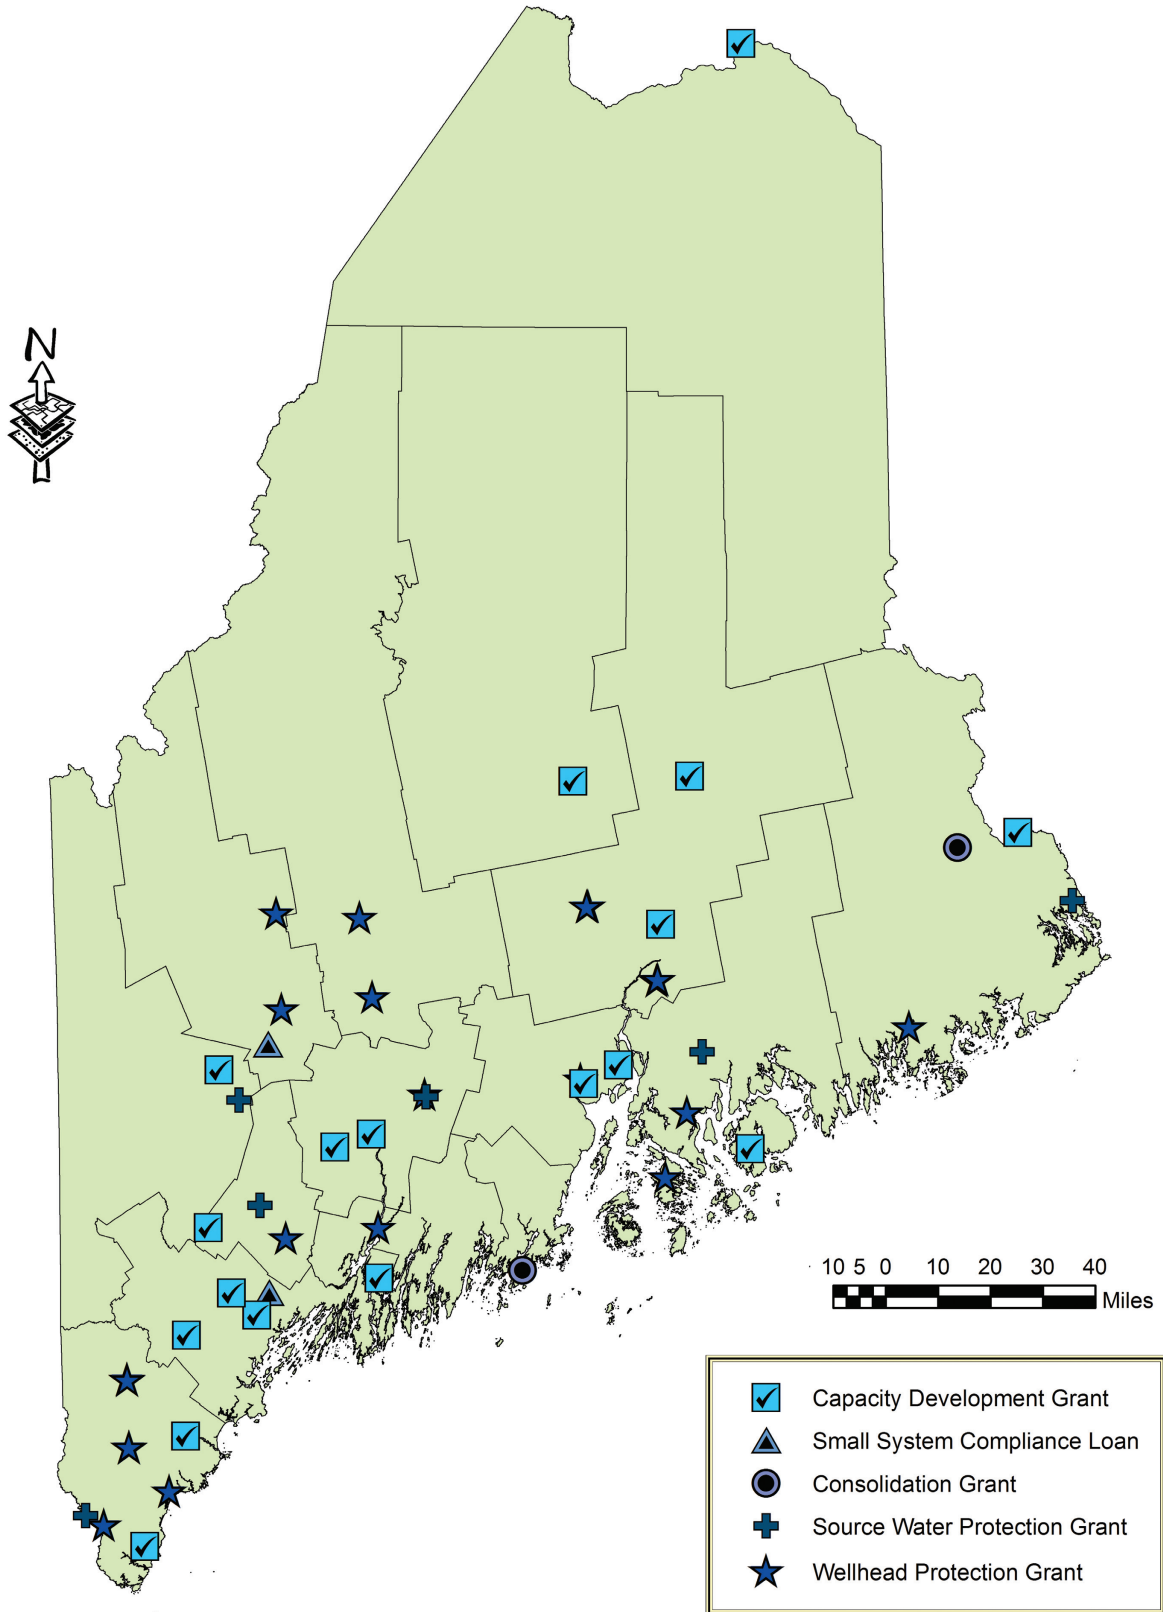 N
10 5 0 10 20 30 40
Miles
Capacity Development Grant
Small System Compliance Loan
Consolidation Grant
Source Water Protection Grant
Wellhead Protection Grant